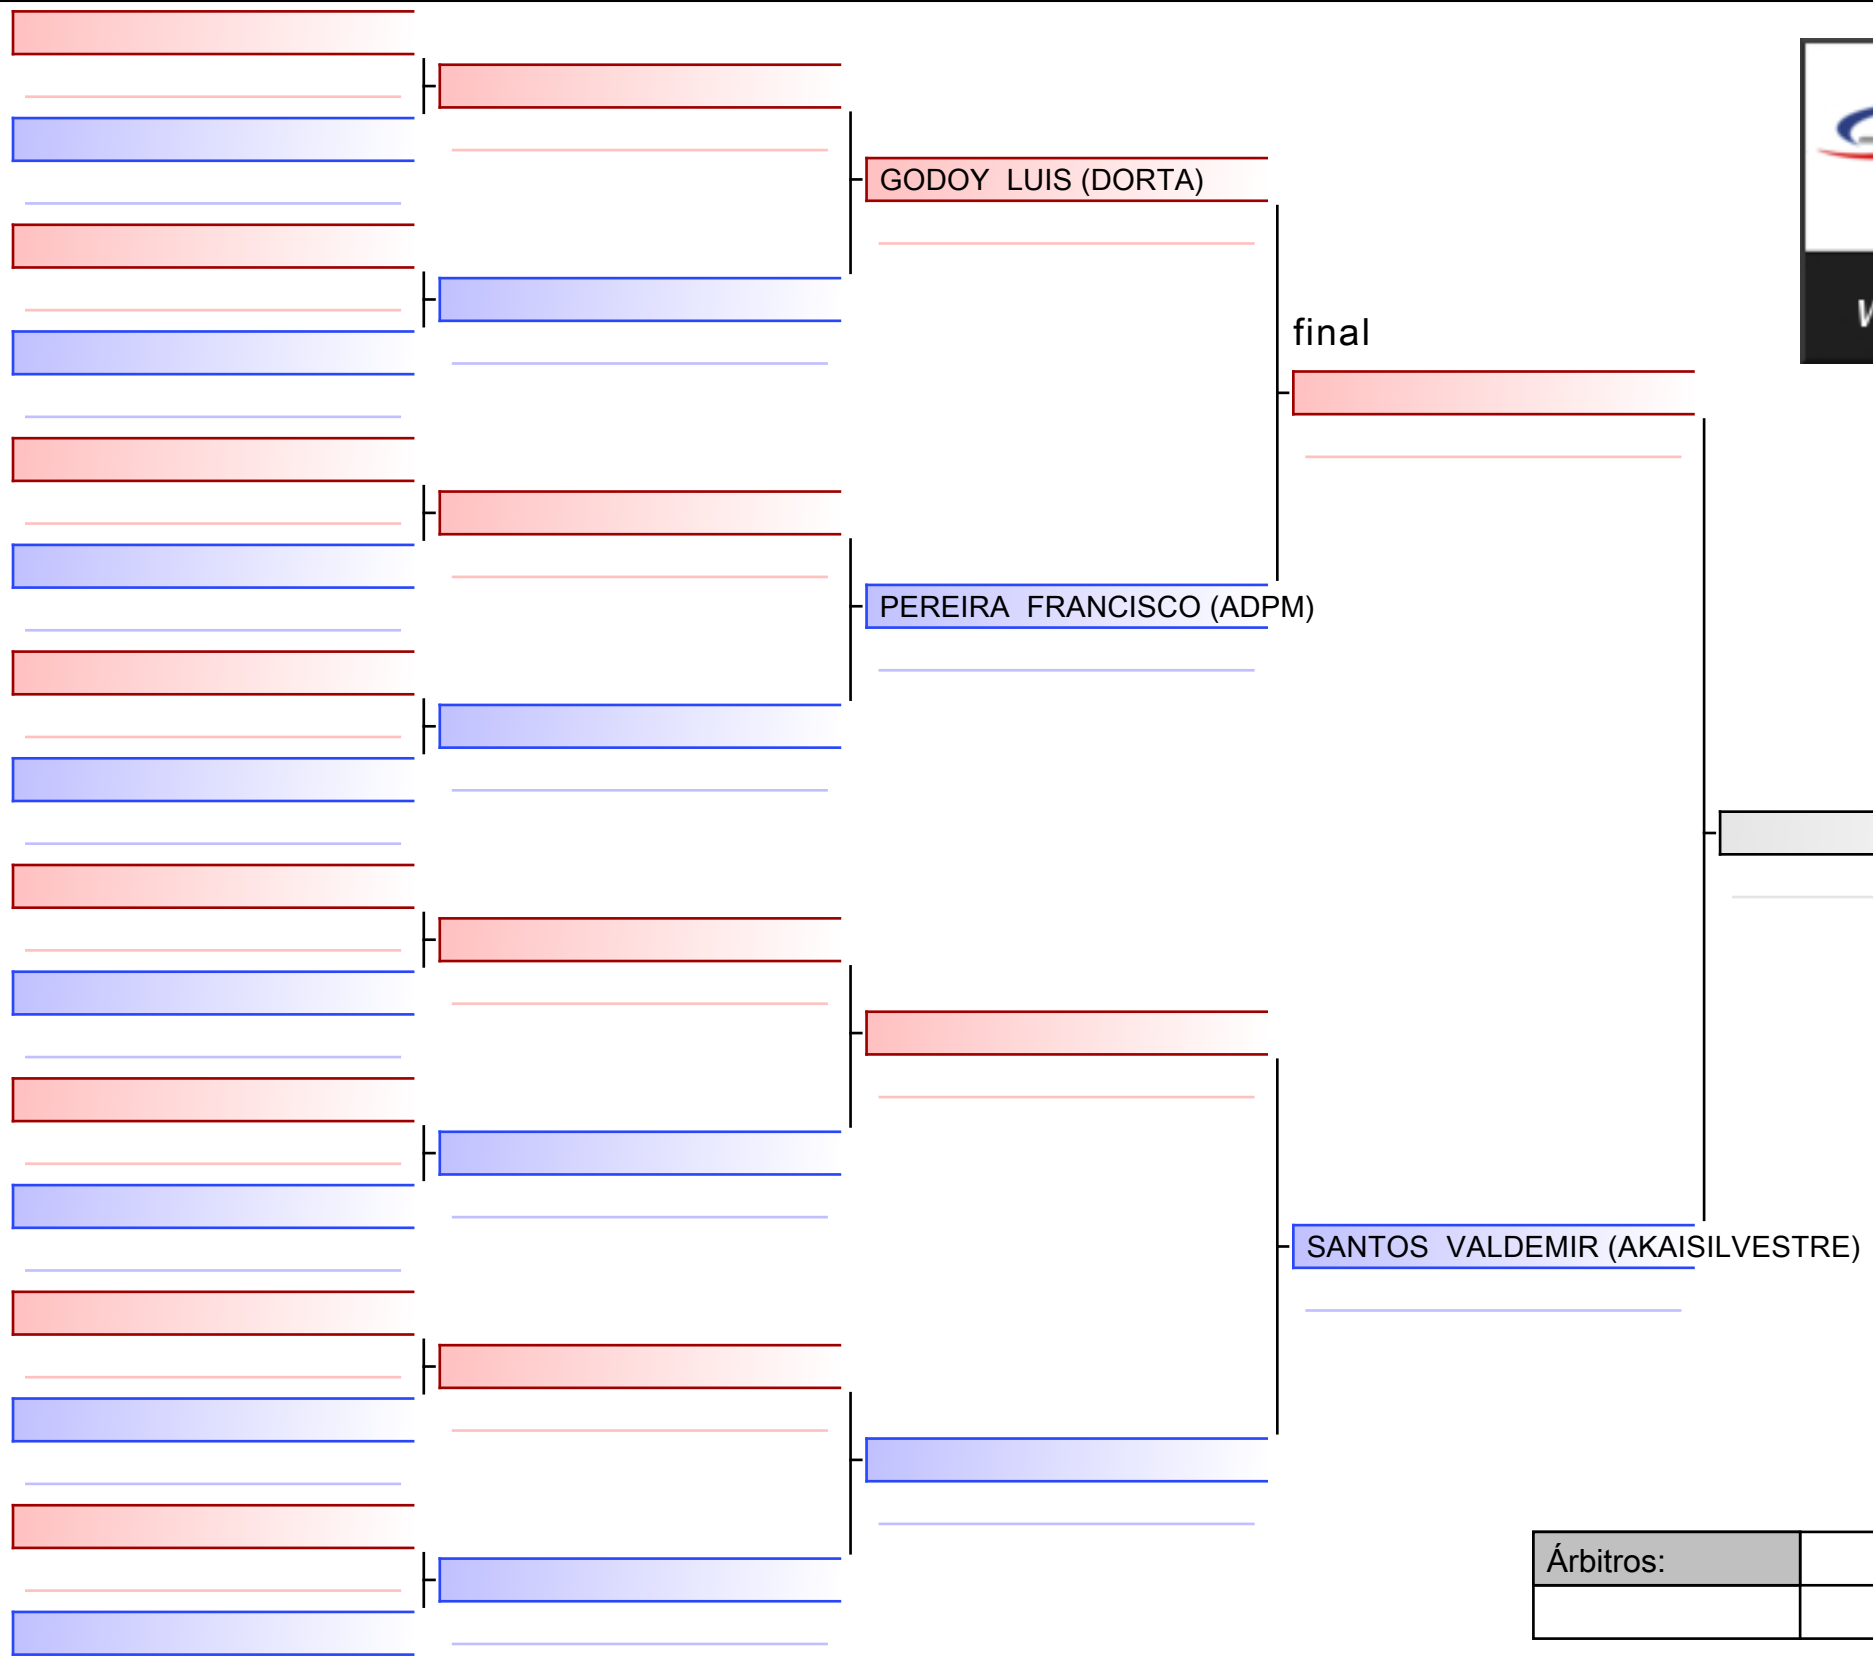 GODOY  LUIS (DORTA)
final
PEREIRA  FRANCISCO (ADPM)
SANTOS  VALDEMIR (AKAISILVESTRE)
Árbitros: